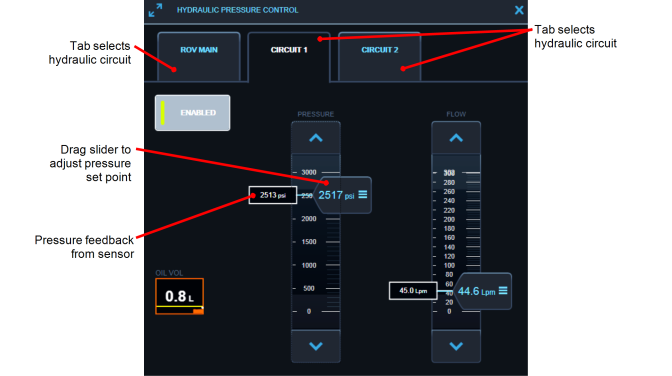 HYDRAULIC PRESSURE CONTROL
Tab selects
hydraulic circuit
ROV MAIN
CIRCUIT 1
CIRCUIT 2
Tab selects
hydraulic circuit
ENABLED
PRESSURE
FLOW
Drag slider to
adjust pressure
set point
Pressure feedback
from sensor
3000
2513 psi
250
2517 psi
2000
1500
1000
500
0
OIL VOL
0.8 L
300
280
260
240
220
200
180
160
140
120
100
80
60
45.0 Lpm
44.6 Lpm
40
20
0